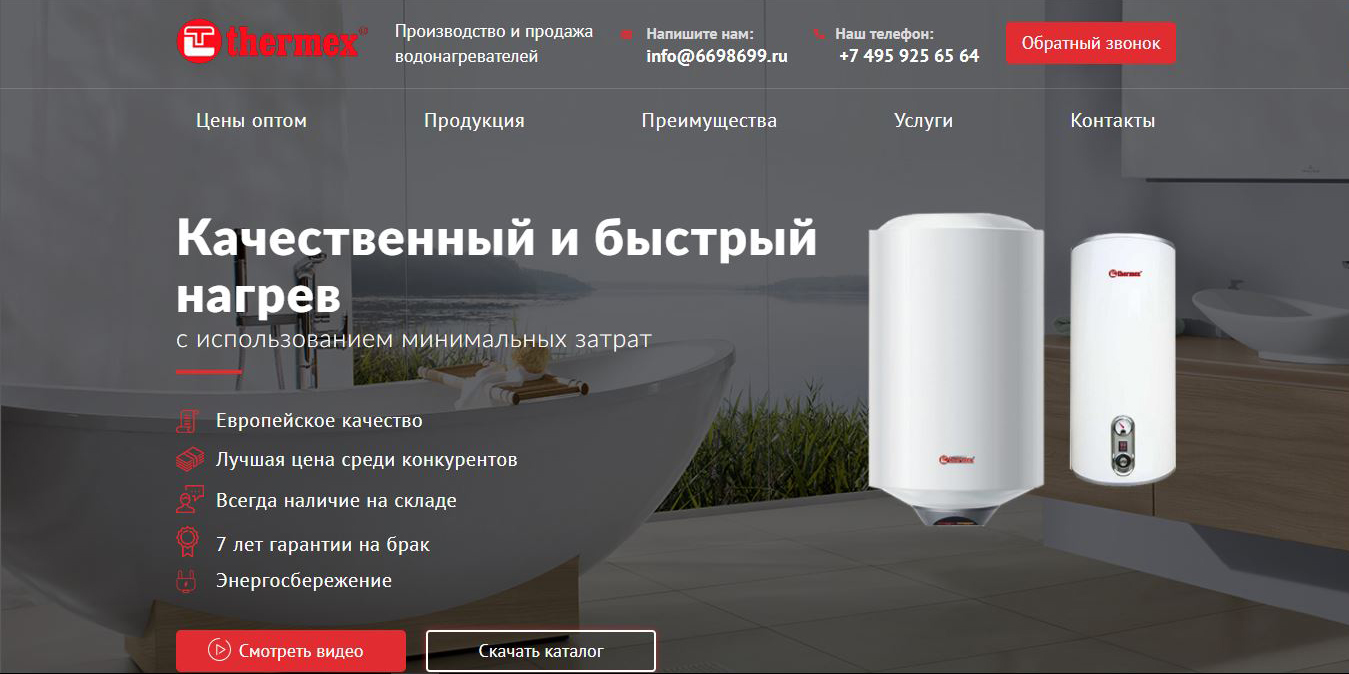 thermex®
Производство и продажа
водонагревателей
Напишите нам:
info@6698699.ru
Наш телефон:
+7 495 925 65 64
Обратный звонок
Цены оптом
Продукция
Преимущества
Услуги
Контакты
Качественный и быстрый
нагрев
с использованием минимальных затрат
Европейское качество
Лучшая цена среди конкурентов
Всегда наличие на складе
7 лет гарантии на брак
Энергосбережение
Смотреть видео
Скачать каталог
thermex
thermex